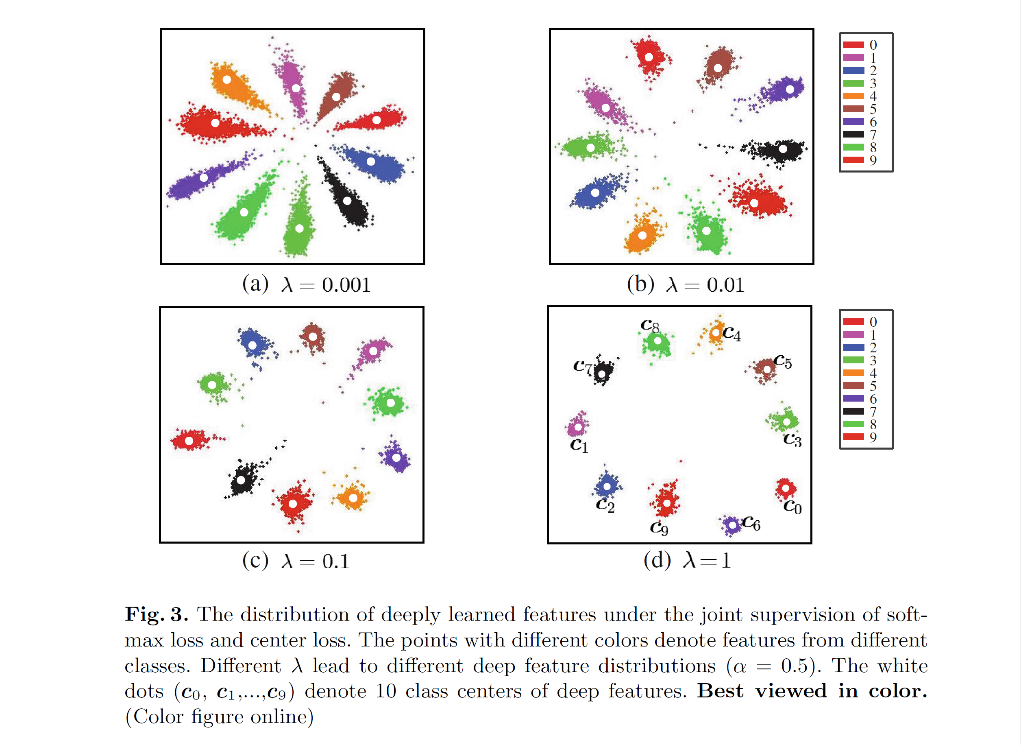 0
1
2
3
4
5
6
7
8
9
(a) λ = 0.001
(b) λ = 0.01
0
1
2
3
4
5
6
7
8
9
c8
c4
c7
c5
c1
c3
c2
c0
c9
c6
(c) λ = 0.1
(d) λ = 1
Fig. 3. The distribution of deeply learned features under the joint supervision of soft-
max loss and center loss. The points with different colors denote features from different
classes. Different λ lead to different deep feature distributions (α = 0.5). The white
dots (c0, c1,...,c9) denote 10 class centers of deep features. Best viewed in color.
(Color figure online)